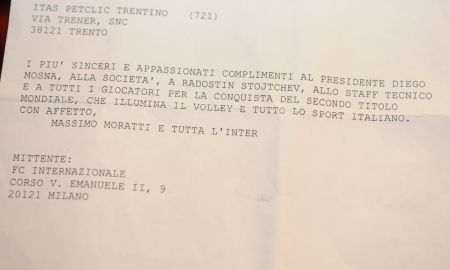 ITAS PETCLIC TRENTINO (721)
VIA TRENER, SNC
38121 TRENTO
I PIU' SINCERI E APPASSIONATI COMPLIMENTI AL PRESIDENTE DIEGO
MOSNA, ALLA SOCIETA', A RADOSTIN STOJTCHEV, ALLO STAFF TECNICO
E A TUTTI I GIOCATORI PER LA CONQUISTA DEL SECONDO TITOLO
MONDIALE, CHE ILLUMINA IL VOLLEY E TUTTO LO SPORT ITALIANO.
CON AFFETTO,
MASSIMO MORATTI E TUTTA L'INTER
MITTENTE:
FC INTERNAZIONALE
CORSO V. EMANUELE II, 9
20121 MILANO